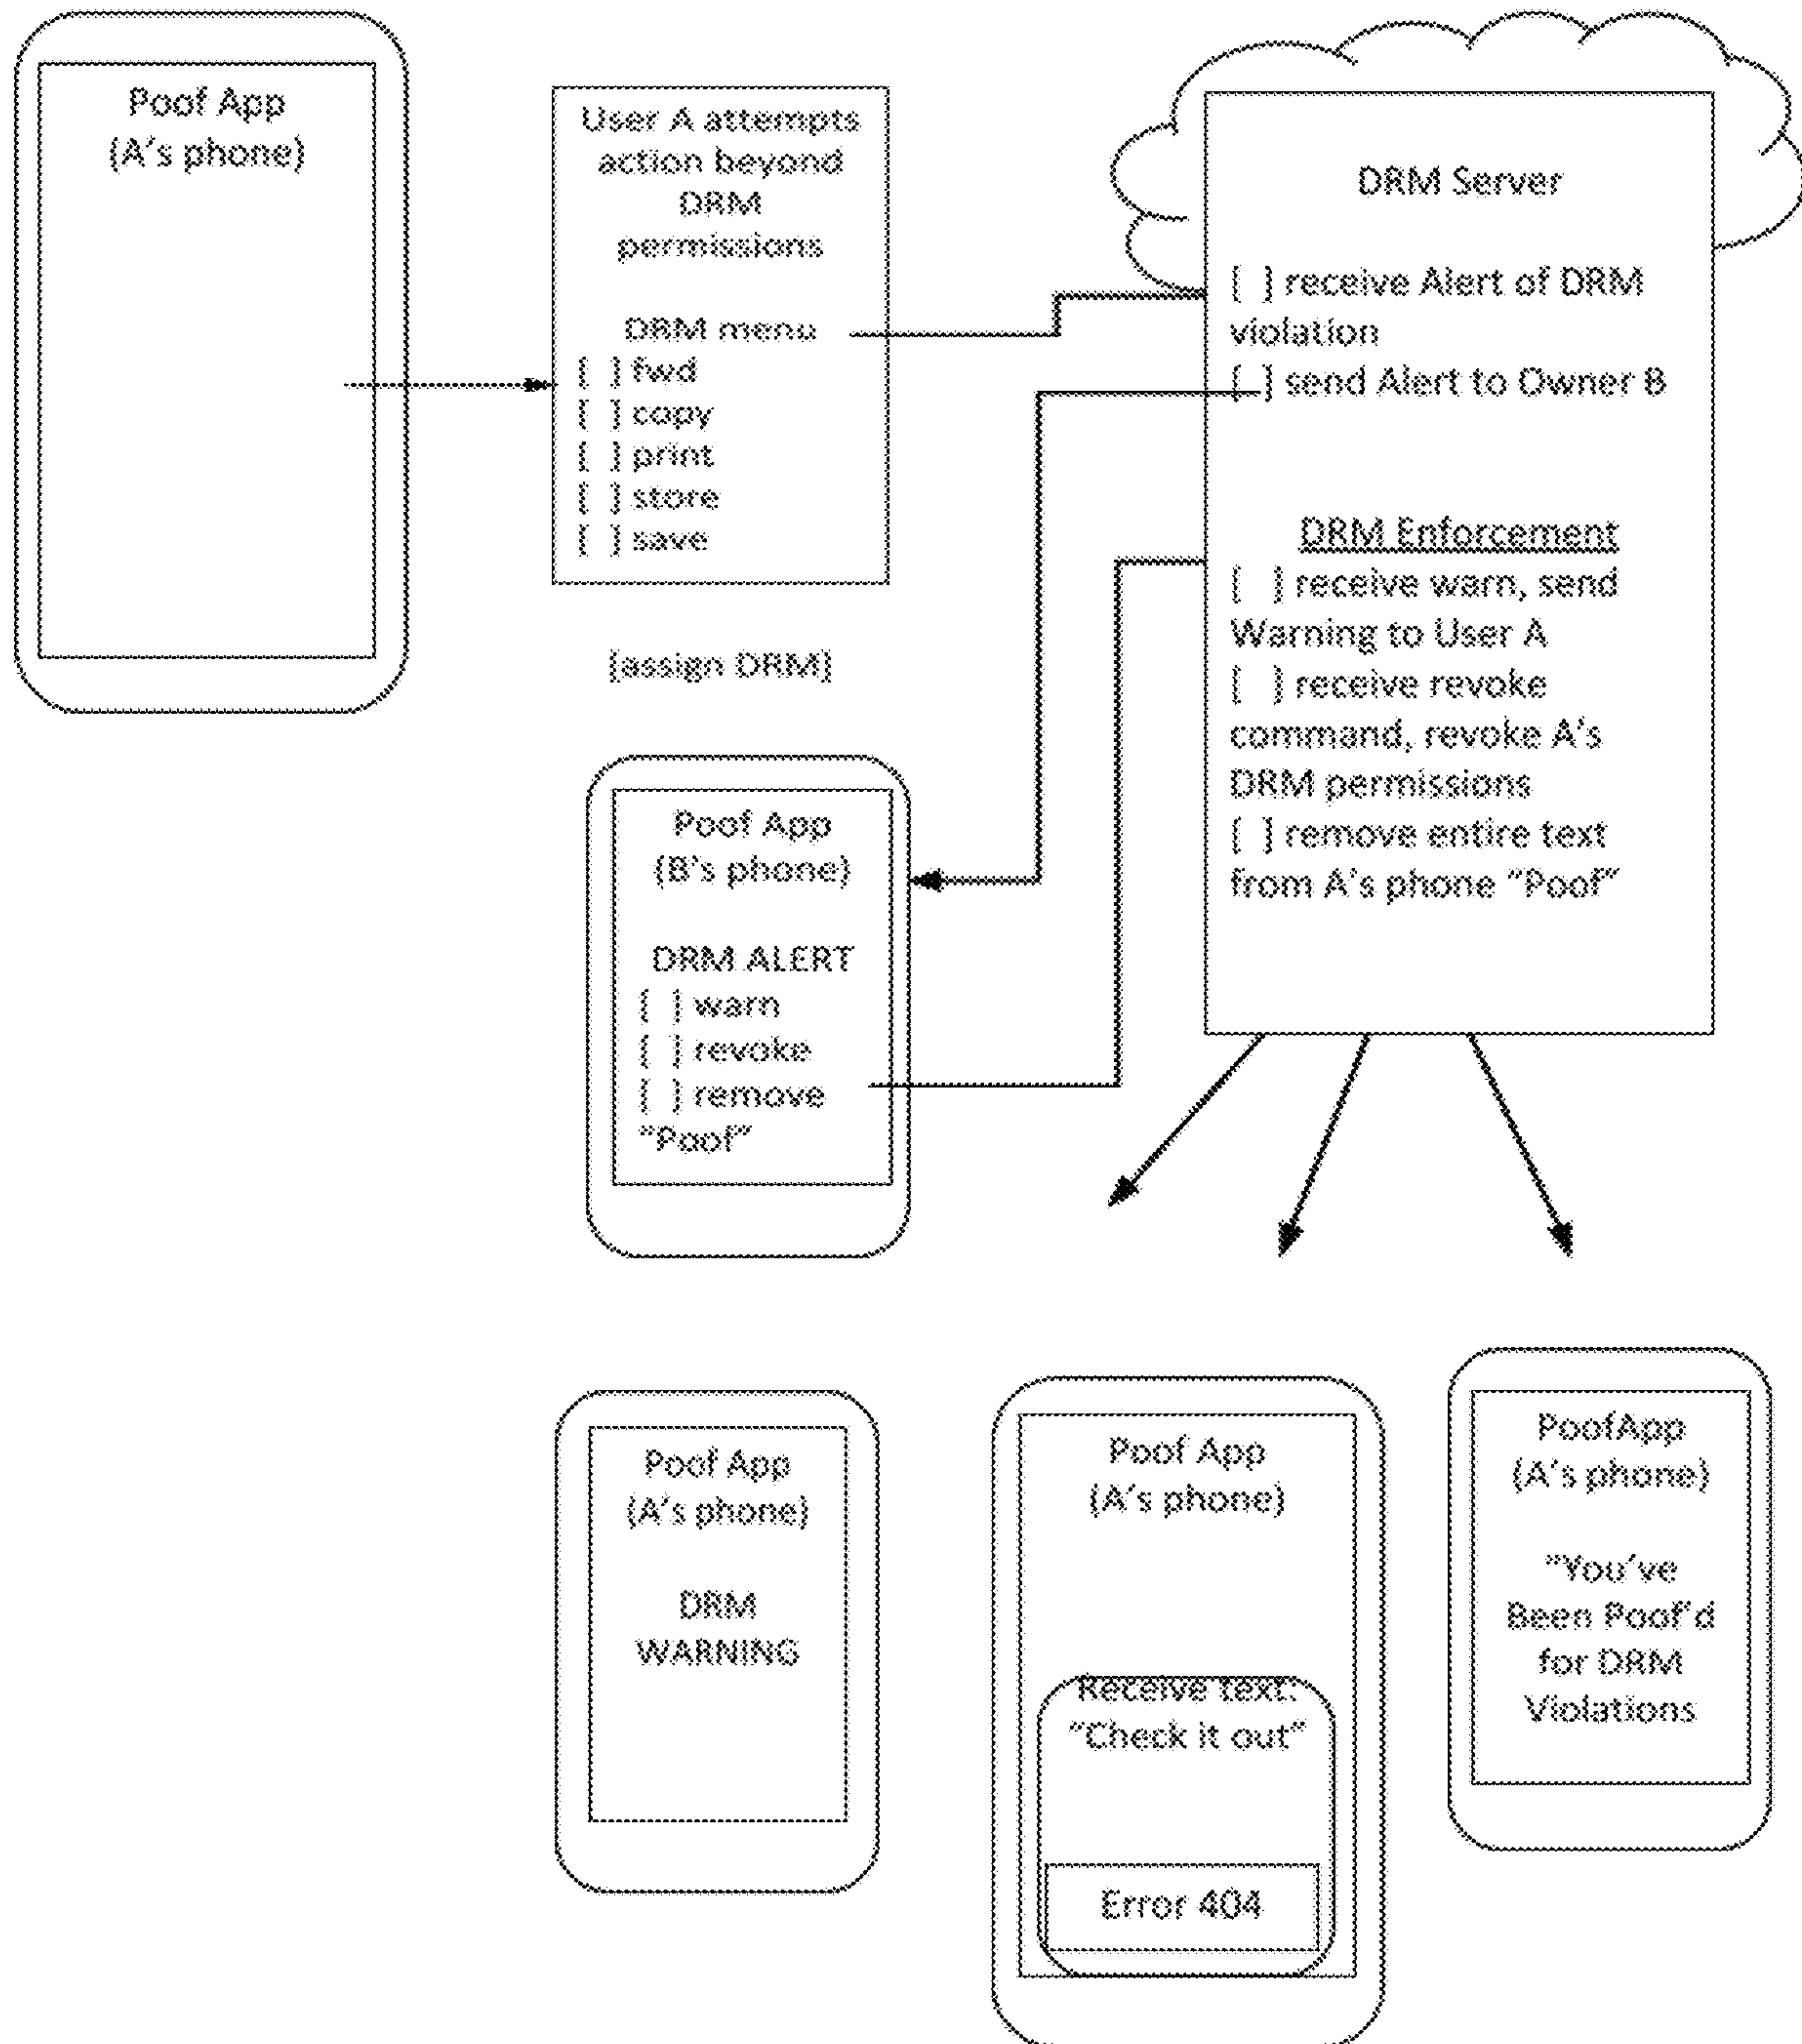 Poof App
(A's phone)
User A attempts
action beyond
DRM
permissions
DRM menu
[ ] fwd
[ ] copy
[ ] print
[ ] store
[ ] save
[assign DRM]
DRM Server
[ ] receive Alert of DRM
violation
[ ] send Alert to Owner B
DRM Enforcement
[ ] receive warn, send
Warning to User A
[ ] receive revoke
command, revoke A's
DRM permissions
[ ] remove entire text
from A's phone "Poof"
Poof App
(B's phone)
DRM ALERT
[ ] warn
[ ] revoke
[ ] remove
"Poof"
Poof App
(A's phone)
DRM
WARNING
Poof App
(A's phone)
Receive text:
"Check it out"
Error 404
PoofApp
(A's phone)
"You've
Been Poof'd
for DRM
Violations